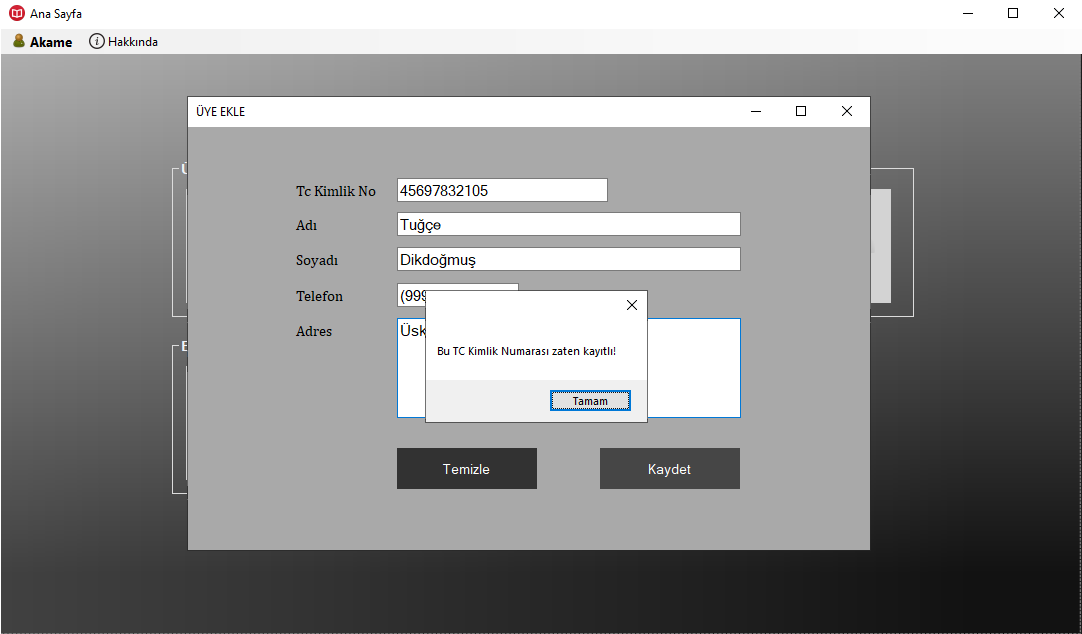 Ana Sayfa
Akame Hakkında
ÜYE EKLE
Tc Kimlik No 45697832105
Adı Tuğçe
Soyadı Dikdoğmuş
Telefon (999
Adres
Bu TC Kimlik Numarası zaten kayıtlı!
Tamam
Temizle Kaydet